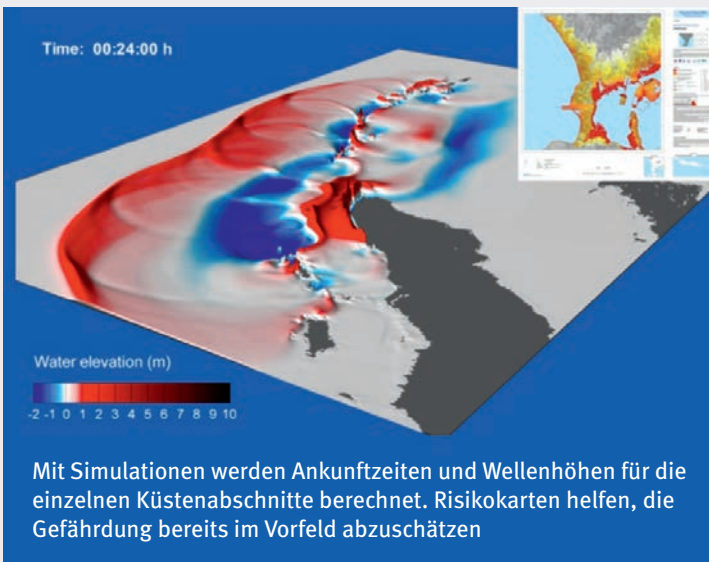 Time: 00:24:00 h
Water elevation (m)
-2 -1 0 1 2 3 4 5 6 7 8 9 10
Mit Simulationen werden Ankunftzeiten und Wellenhöhen für die
einzelnen Küstenabschnitte berechnet. Risikokarten helfen, die
Gefährdung bereits im Vorfeld abzuschätzen